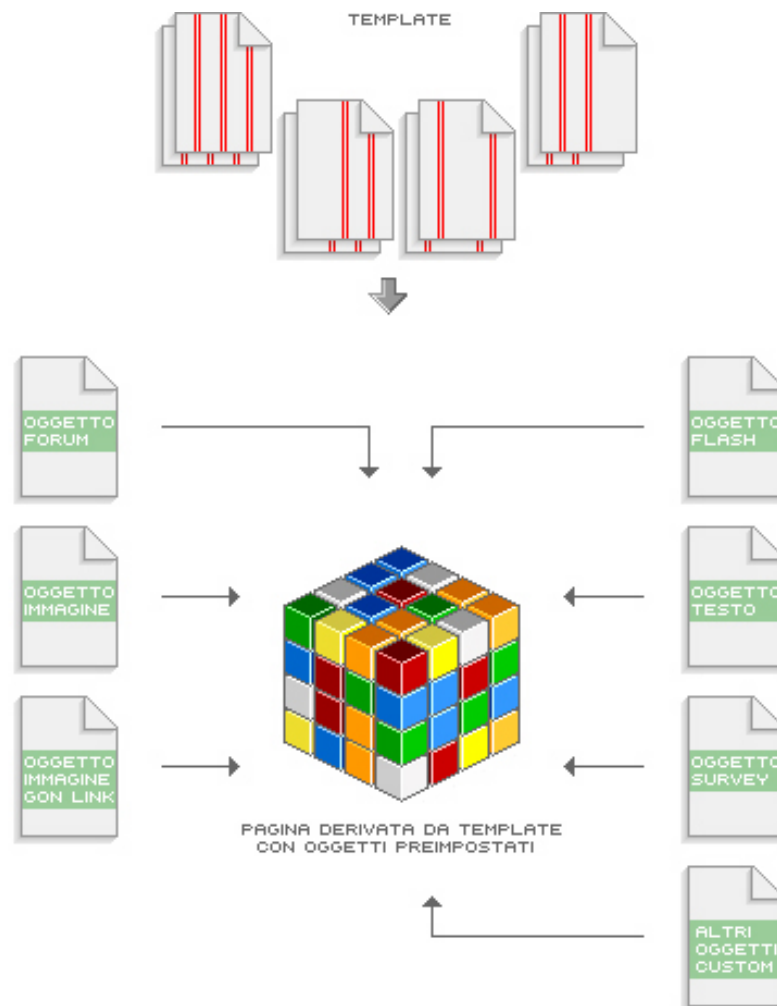 TEMPLATE
OGGETTO
FORUM
OGGETTO
FLASH
OGGETTO
IMMAGINE
OGGETTO
TESTO
OGGETTO
IMMAGINE
GON LINK
OGGETTO
SURVEY
PAGINA DERIVATA DA TEMPLATE
CON OGGETTI PREIMPOSTATI
ALTRI
OGGETTI
CUSTOM